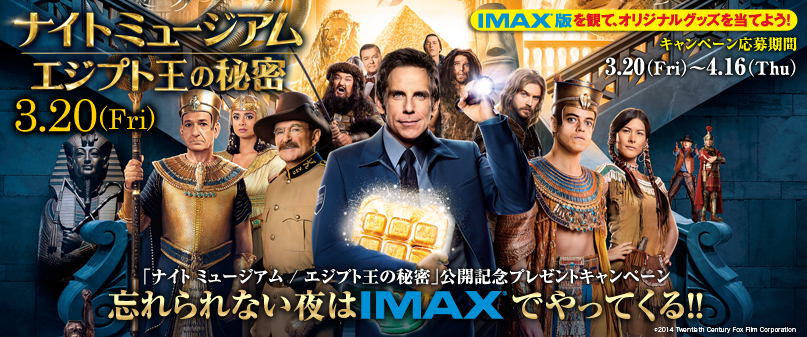 ナイト ミュージアム
エジプト王の秘密
3.20(Fri)
IMAX®版を観て、オリジナルグッズを当てよう!
キャンペーン応募期間
3.20(Fri)~4.16(Thu)
「ナイト ミュージアム / エジプト王の秘密」公開記念プレゼントキャンペーン
忘れられない夜はIMAX®でやってくる!!
©2014 Twentieth Century Fox Film Corporation